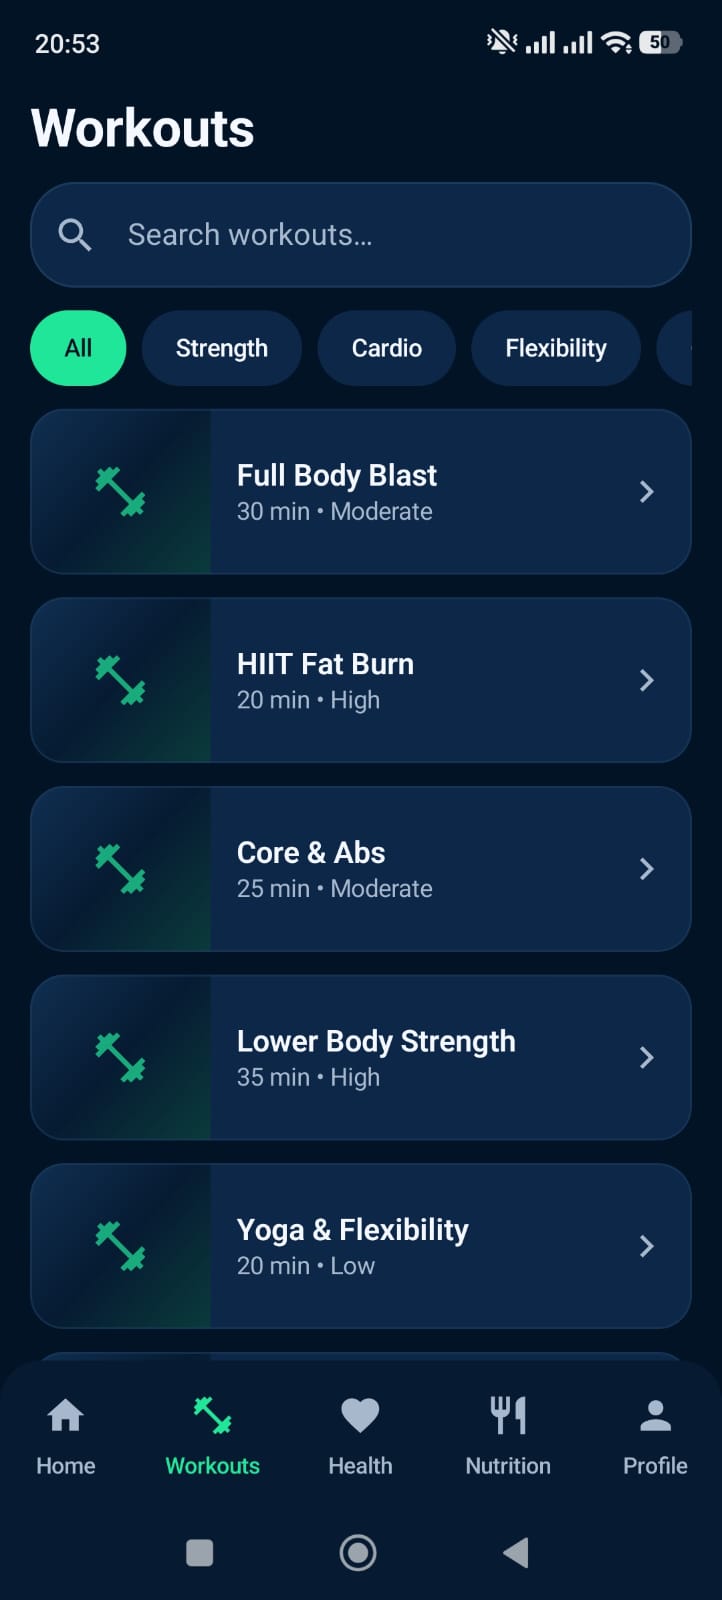 20:53
50
Workouts
Search workouts...
All
Strength
Cardio
Flexibility
Full Body Blast
30 min • Moderate
HIIT Fat Burn
20 min • High
Core & Abs
25 min • Moderate
Lower Body Strength
35 min • High
Yoga & Flexibility
20 min • Low
Home
Workouts
Health
Nutrition
Profile